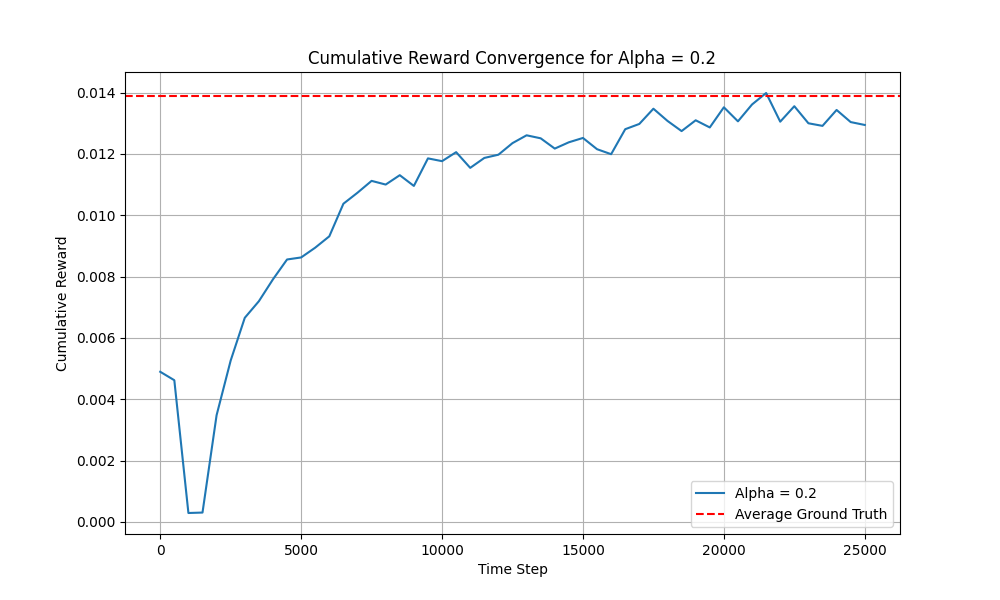 Cumulative Reward Convergence for Alpha = 0.2
Cumulative Reward
0.014
0.012
0.010
0.008
0.006
0.004
0.002
0.000
0 5000 10000 15000 20000 25000
Time Step
Alpha = 0.2
Average Ground Truth